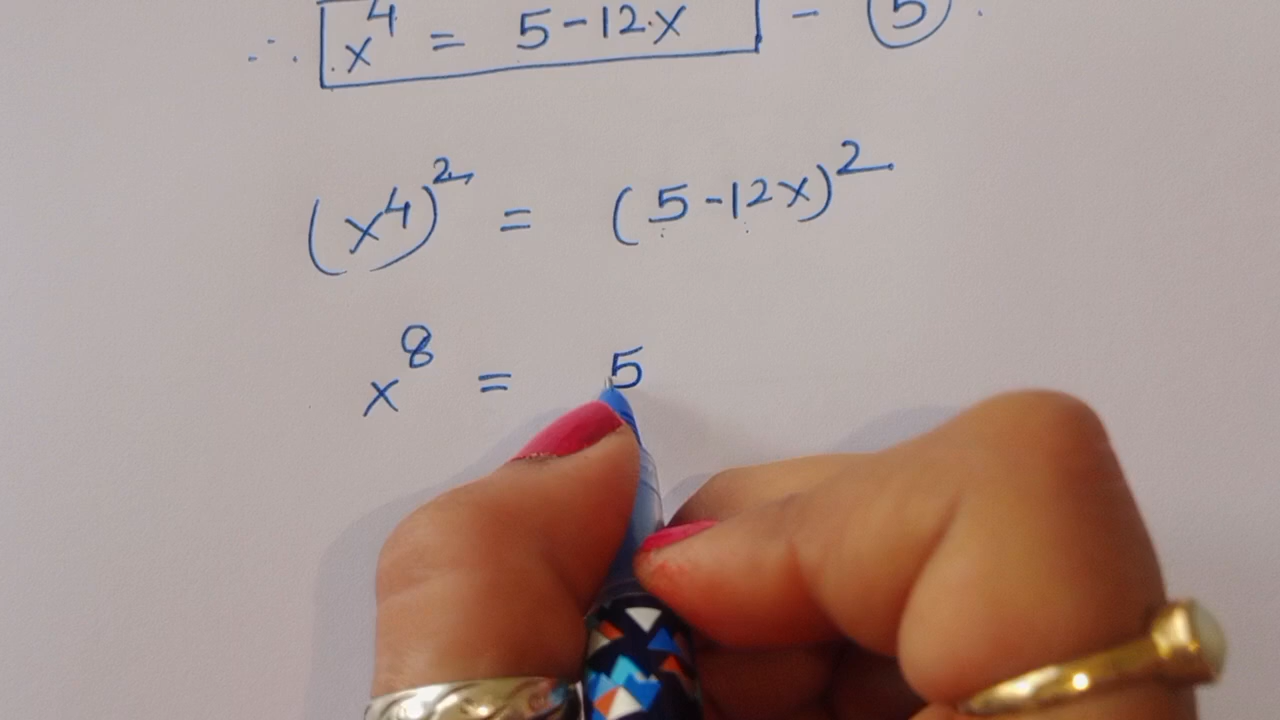 ∴ x⁴ = 5-12x - ⑤
(x⁴)² = (5-12x)²
x⁸ = 5